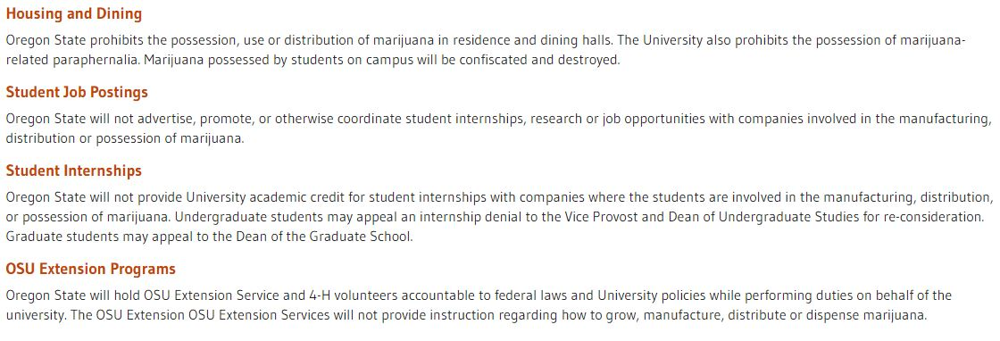 Housing and Dining
Oregon State prohibits the possession, use or distribution of marijuana in residence and dining halls. The University also prohibits the possession of marijuana-
related paraphernalia. Marijuana possessed by students on campus will be confiscated and destroyed.
Student Job Postings
Oregon State will not advertise, promote, or otherwise coordinate student internships, research or job opportunities with companies involved in the manufacturing,
distribution or possession of marijuana.
Student Internships
Oregon State will not provide University academic credit for student internships with companies where the students are involved in the manufacturing, distribution,
or possession of marijuana. Undergraduate students may appeal an internship denial to the Vice Provost and Dean of Undergraduate Studies for re-consideration.
Graduate students may appeal to the Dean of the Graduate School.
OSU Extension Programs
Oregon State will hold OSU Extension Service and 4-H volunteers accountable to federal laws and University policies while performing duties on behalf of the
university. The OSU Extension OSU Extension Services will not provide instruction regarding how to grow, manufacture, distribute or dispense marijuana.